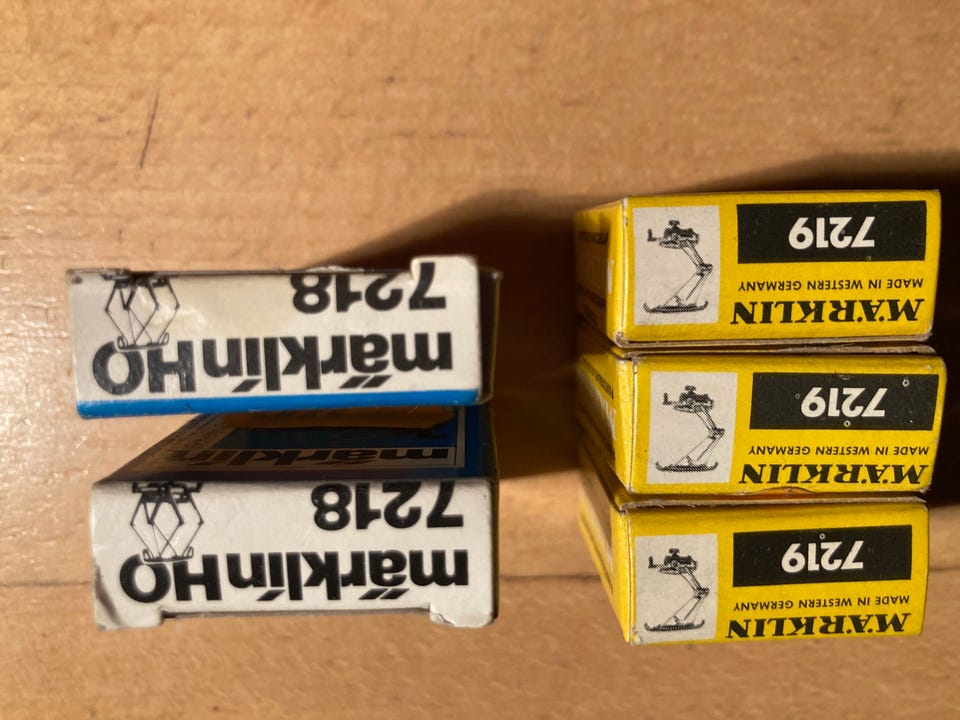 MÄRKLIN
MADE IN WESTERN GERMANY
7219
MÄRKLIN
MADE IN WESTERN GERMANY
7219
MÄRKLIN
MADE IN WESTERN GERMANY
7219
märklin HO
7218
märklin
märklin HO
7218